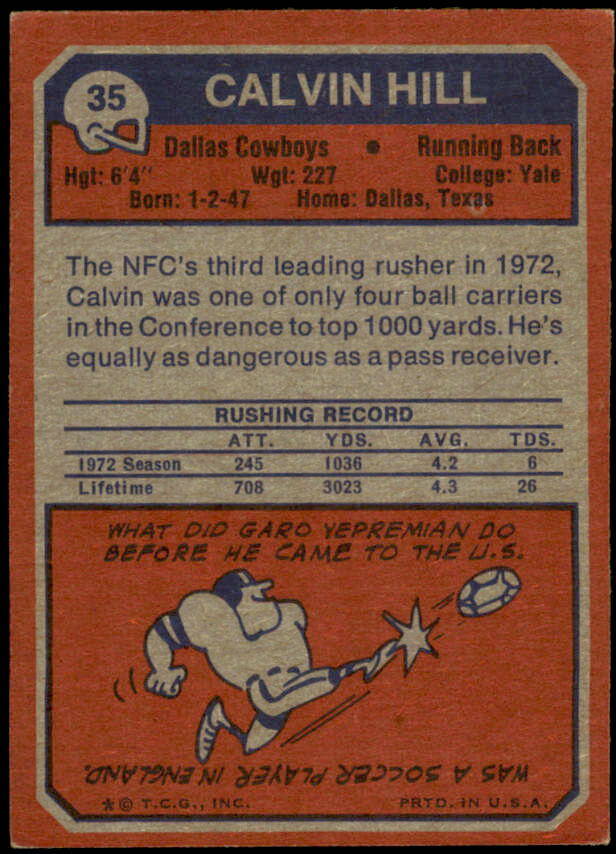 35
CALVIN HILL
Dallas Cowboys • Running Back
Hgt: 6'4" Wgt: 227 College: Yale
Born: 1-2-47 Home: Dallas, Texas
The NFC's third leading rusher in 1972,
Calvin was one of only four ball carriers
in the Conference to top 1000 yards. He's
equally as dangerous as a pass receiver.
RUSHING RECORD
ATT. YDS. AVG. TDS.
1972 Season 245 1036 4.2 6
Lifetime 708 3023 4.3 26
WHAT DID GARO YEPREMIAN DO
BEFORE HE CAME TO THE U.S.
WAS A SOCCER PLAYER IN ENGLAND.
* © T.C.G., INC. PRTD. IN U.S.A.